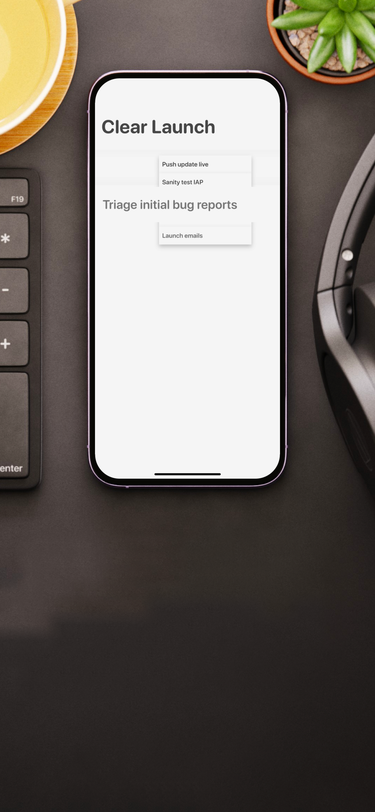 Clear Launch
Push update live
Sanity test IAP
Triage initial bug reports
Launch emails
F19
*
-
+
enter